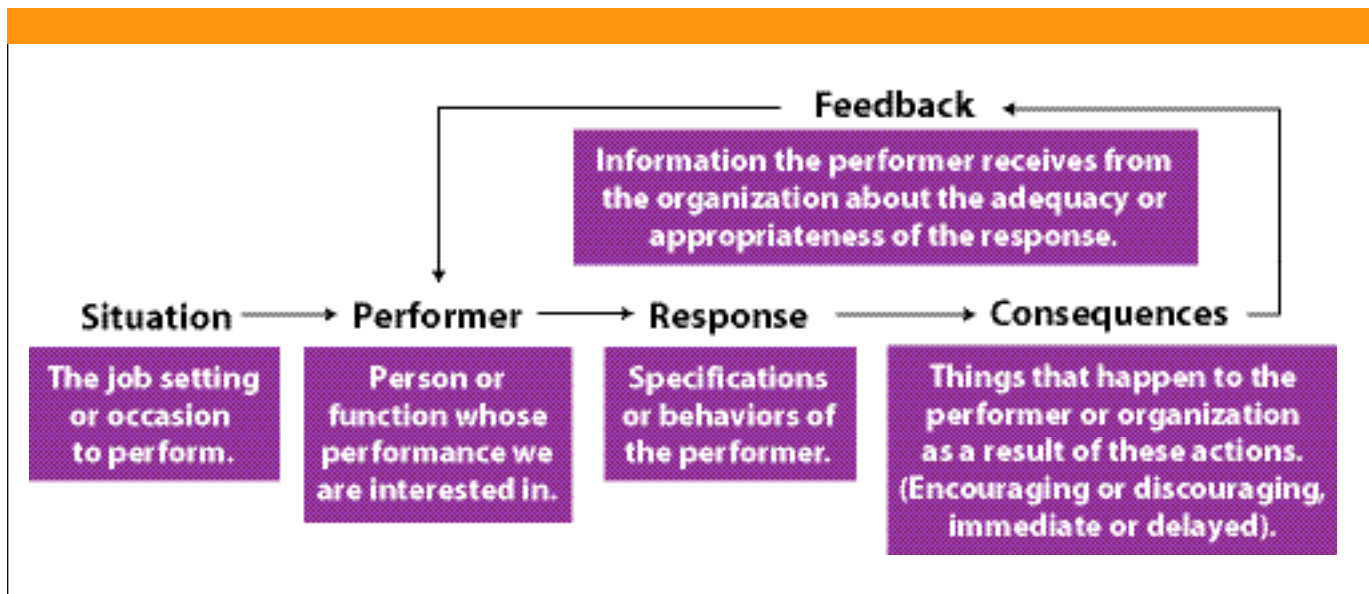 Feedback
Information the performer receives from
the organization about the adequacy or
appropriateness of the response.
Situation
The job setting
or occasion
to perform.
Performer
Person or
function whose
performance we
are interested in.
Response
Specifications
or behaviors of
the performer.
Consequences
Things that happen to the
performer or organization
as a result of these actions.
(Encouraging or discouraging,
immediate or delayed).